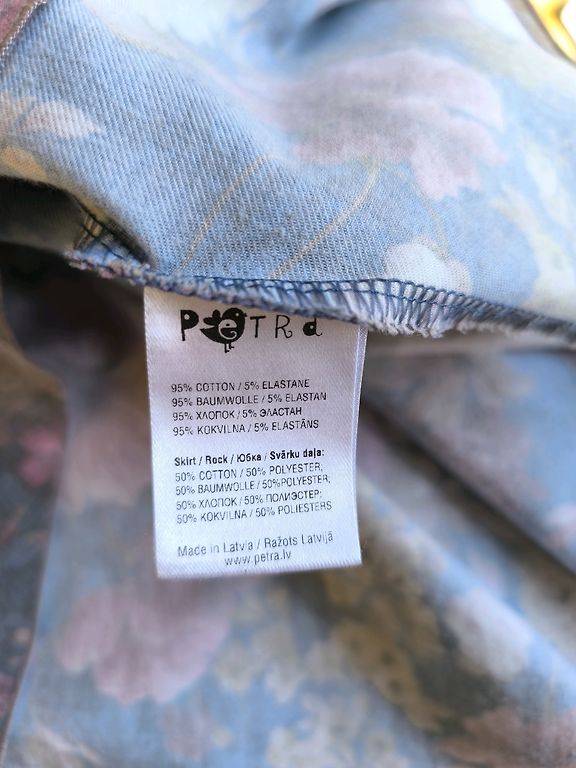 PeTRa
95% COTTON / 5% ELASTANE
95% BAUMWOLLE / 5% ELASTAN
95% ХЛОПОК / 5% ЭЛАСТАН
95% KOKVILNA / 5% ELASTĀNS
Skirt / Rock / Юбка / Svārku daļa:
50% COTTON / 50% POLYESTER;
50% BAUMWOLLE / 50%POLYESTER;
50% ХЛОПОК / 50% ПОЛИЭСТЕР;
50% KOKVILNA / 50% POLIESTERS
Made in Latvia / Ražots Latvijā
www.petra.lv